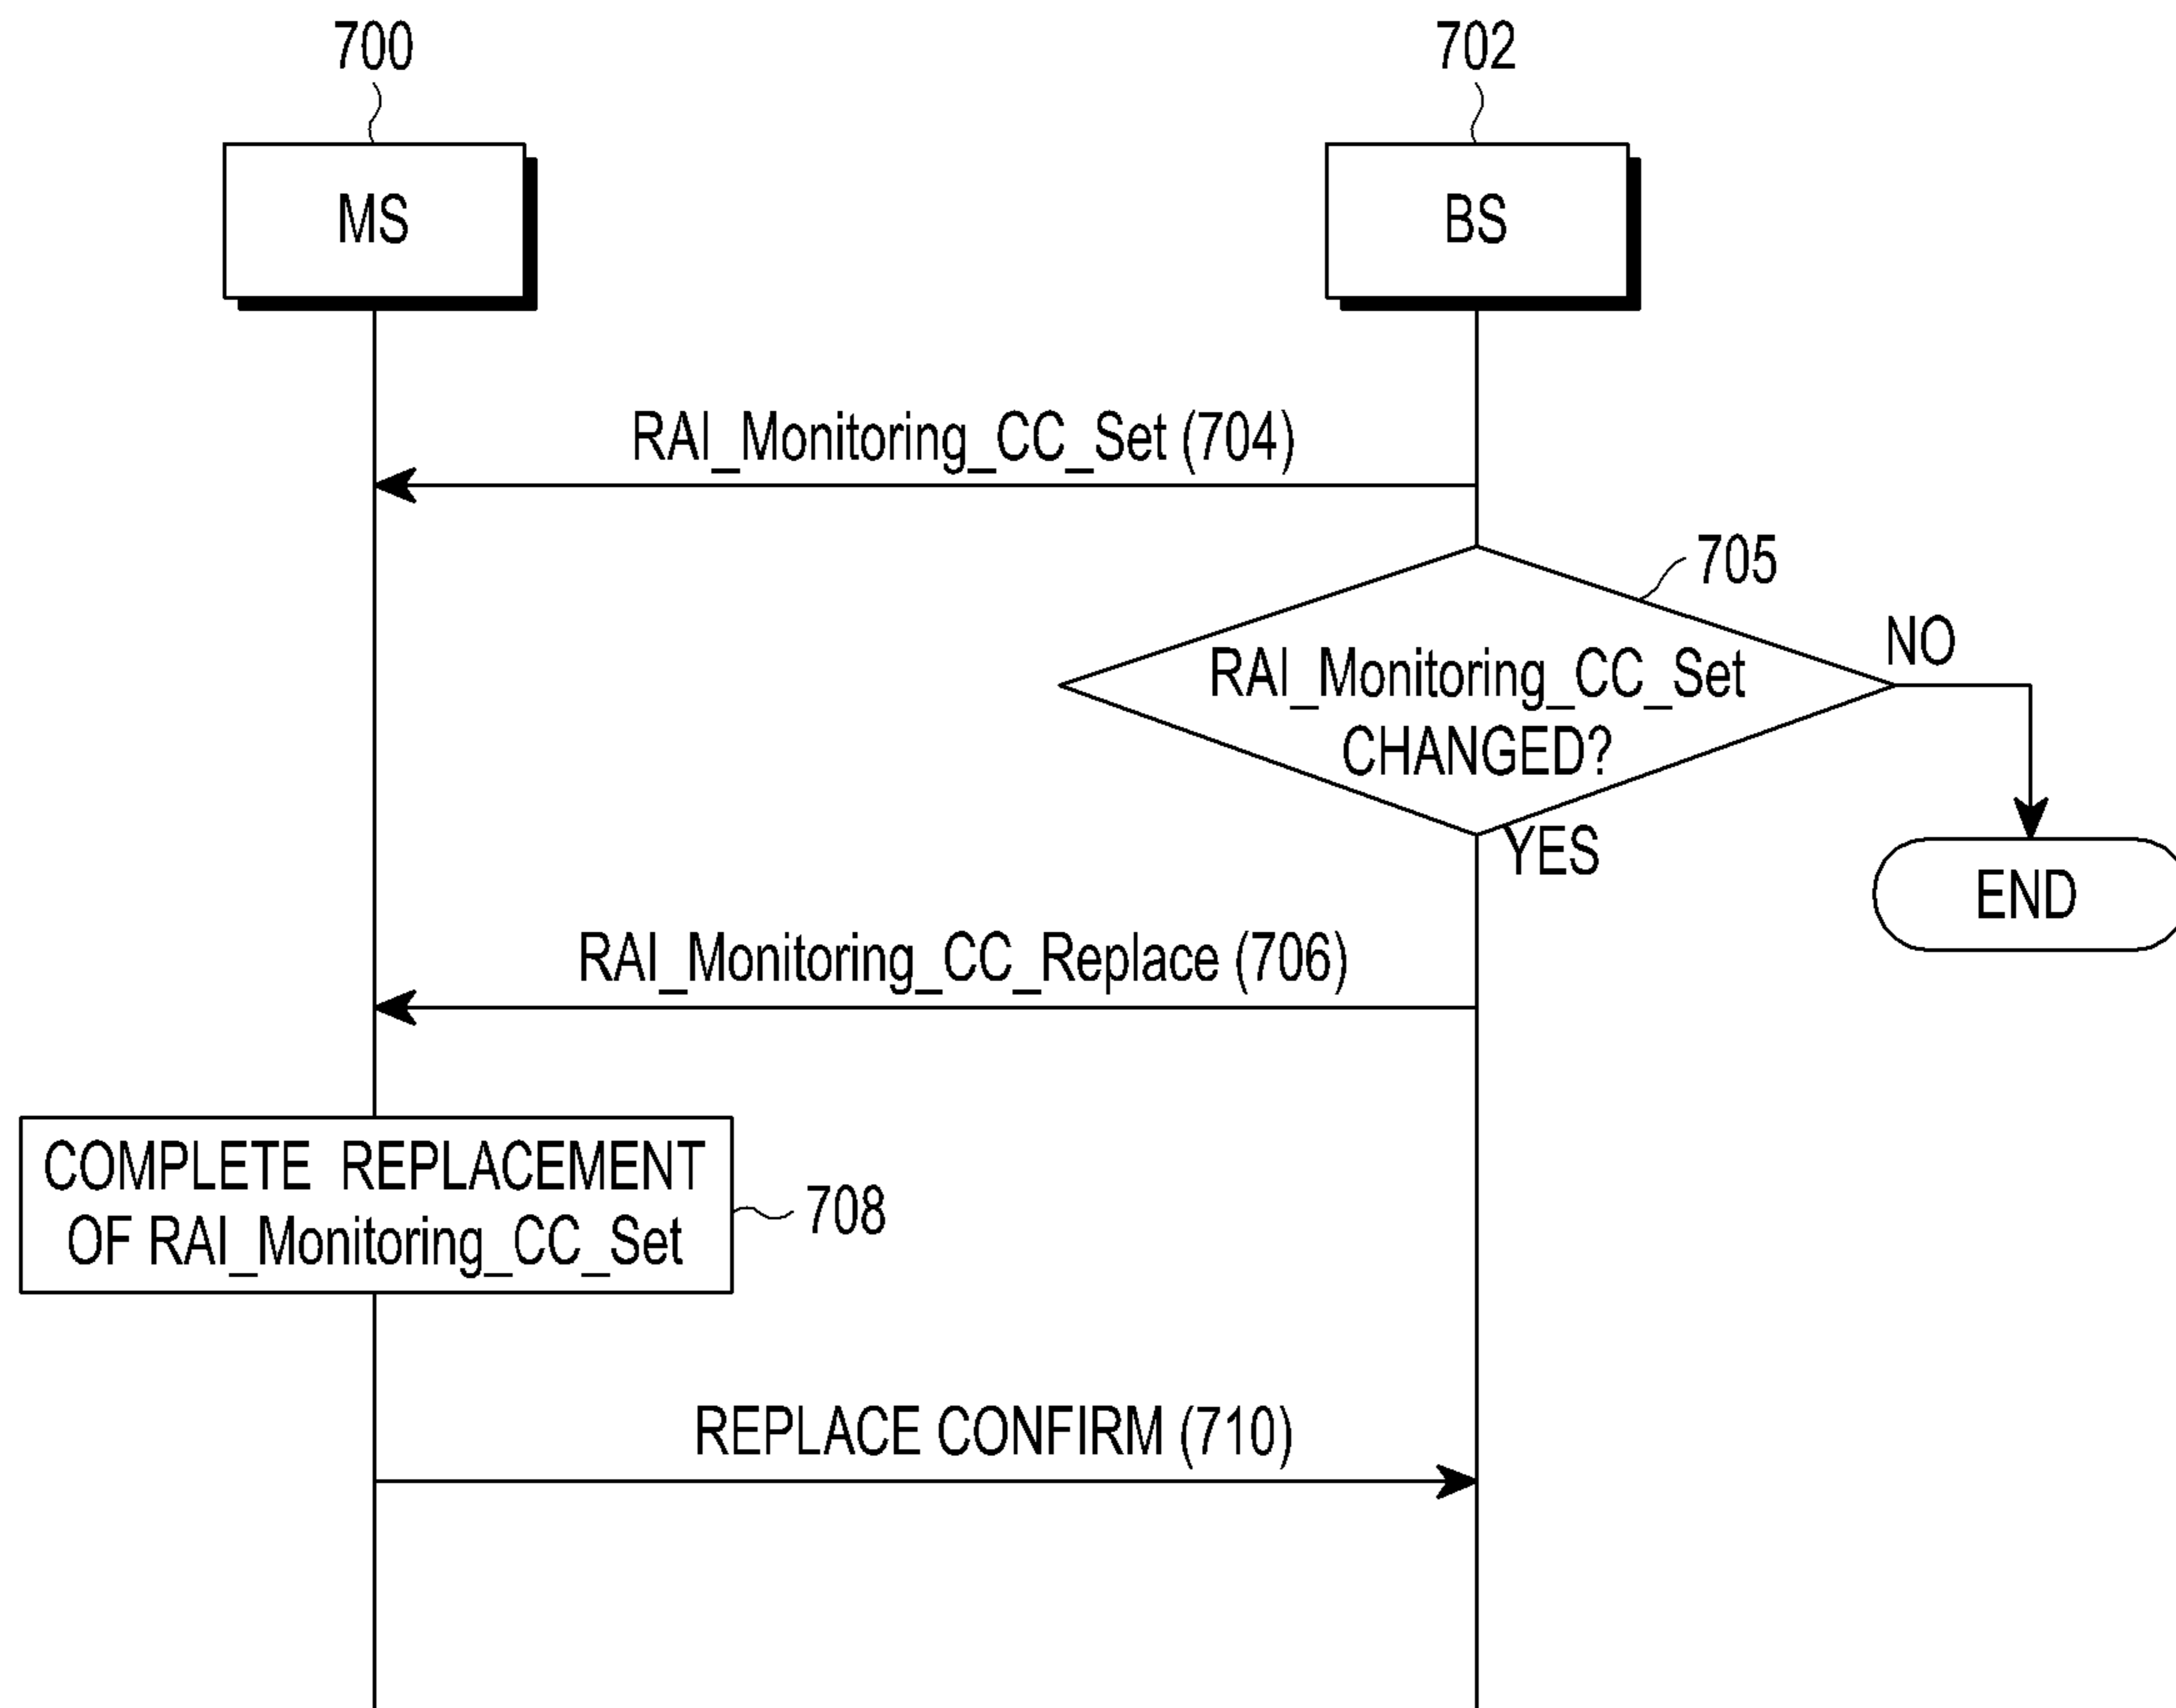 700
702
MS
BS
RAI_Monitoring_CC_Set (704)
705
RAI_Monitoring_CC_Set
CHANGED?
NO
YES
END
RAI_Monitoring_CC_Replace (706)
COMPLETE REPLACEMENT
OF RAI_Monitoring_CC_Set
708
REPLACE CONFIRM (710)